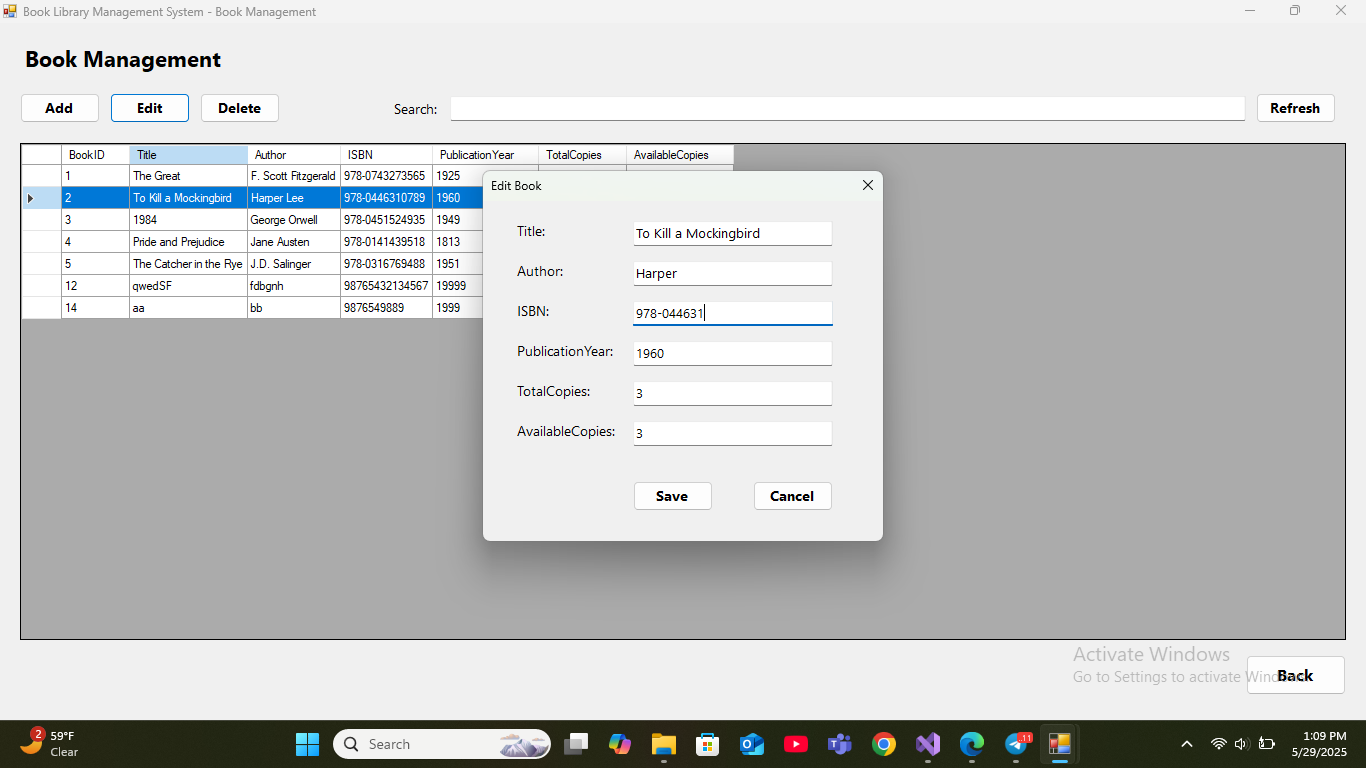 Book Library Management System - Book Management
Book Management
Add Edit Delete Search: Refresh
BookID Title Author ISBN PublicationYear TotalCopies AvailableCopies
1 The Great F. Scott Fitzgerald 978-0743273565 1925
2 To Kill a Mockingbird Harper Lee 978-0446310789 1960
3 1984 George Orwell 978-0451524935 1949
4 Pride and Prejudice Jane Austen 978-0141439518 1813
5 The Catcher in the Rye J.D. Salinger 978-0316769488 1951
12 qwedSF fdbgnh 98765432134567 19999
14 aa bb 9876549889 1999
Edit Book
Title: To Kill a Mockingbird
Author: Harper
ISBN: 978-044631
PublicationYear: 1960
TotalCopies: 3
AvailableCopies: 3
Save Cancel
Activate Windows
Go to Settings to activate
Back
2 59°F
Clear
Search
11
1:09 PM
5/29/2025